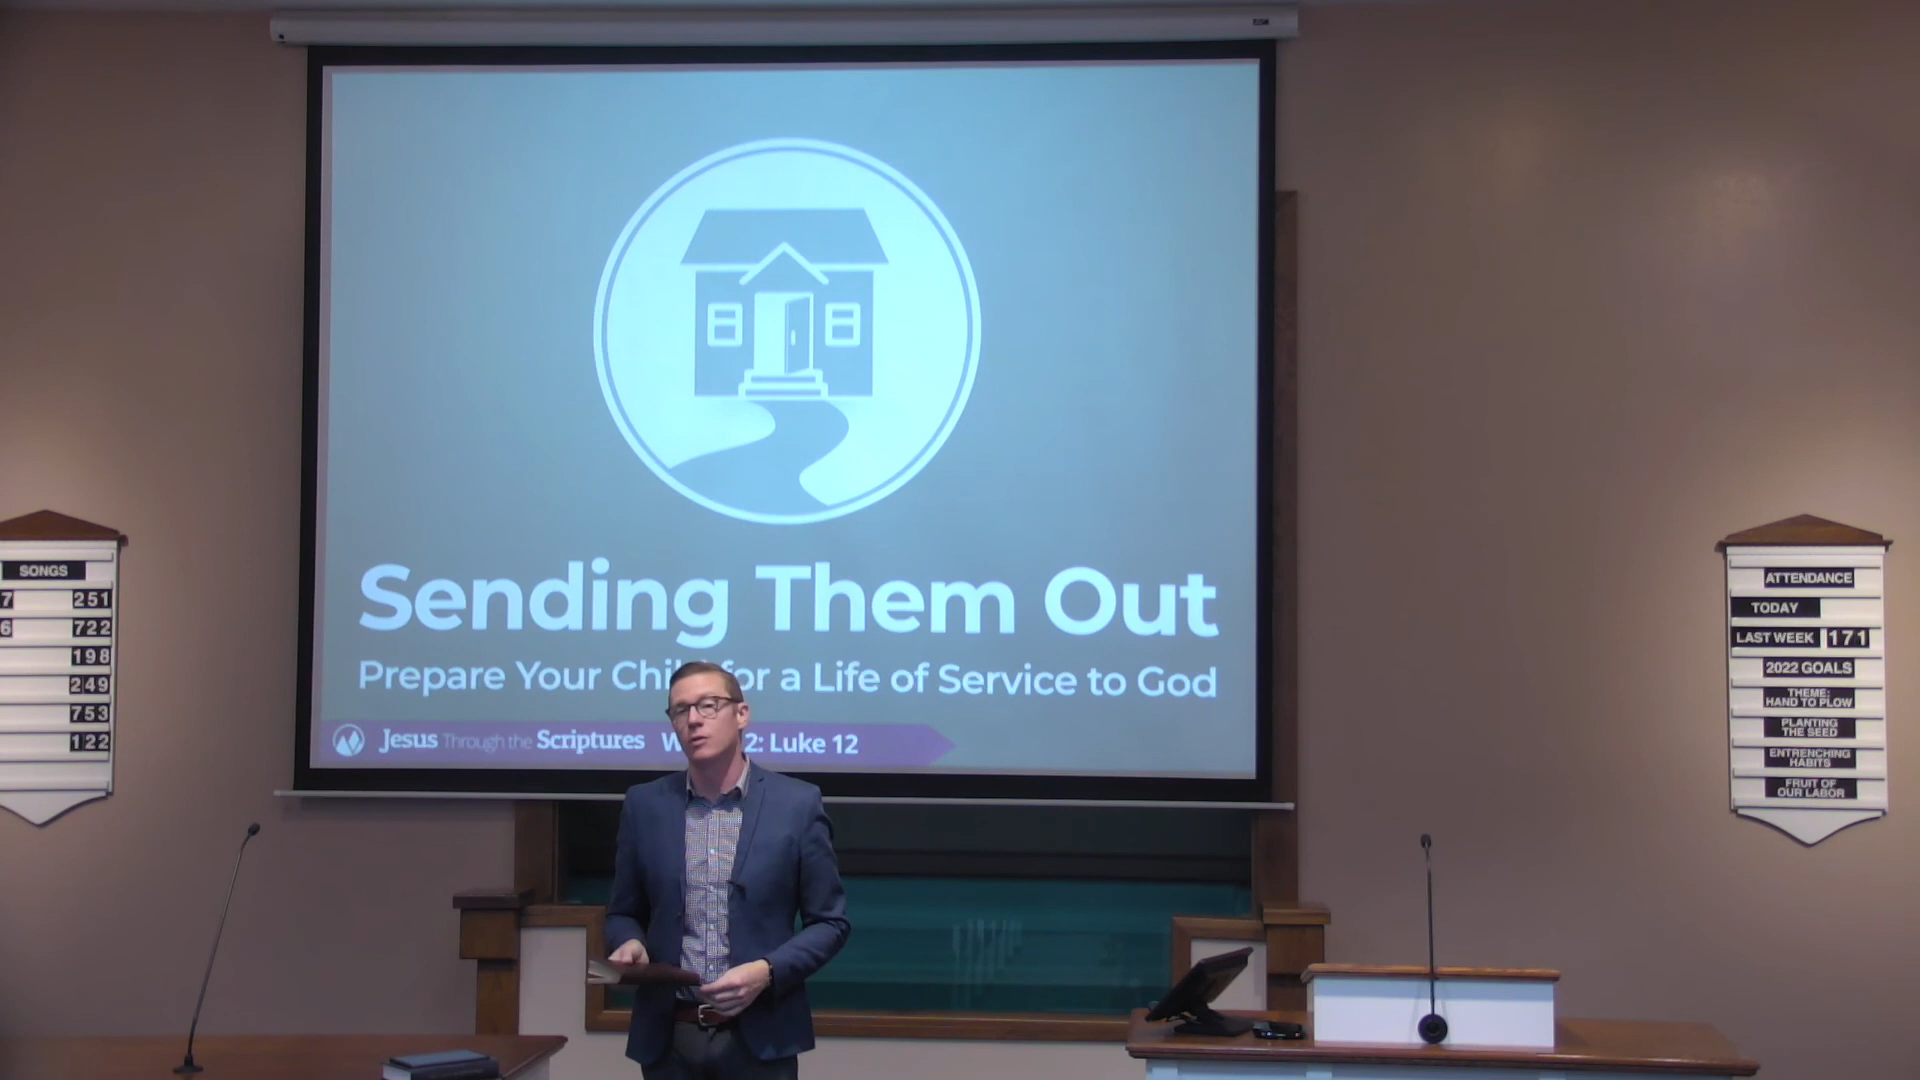 Sending Them Out
Prepare Your Child for a Life of Service to God
Jesus Through the Scriptures 2: Luke 12
SONGS
7 251
6 722
198
249
753
122
ATTENDANCE
TODAY
LAST WEEK 171
2022 GOALS
THEME:
HAND TO PLOW
PLANTING
THE SEED
ENTRENCHING
HABITS
FRUIT OF
OUR LABOR